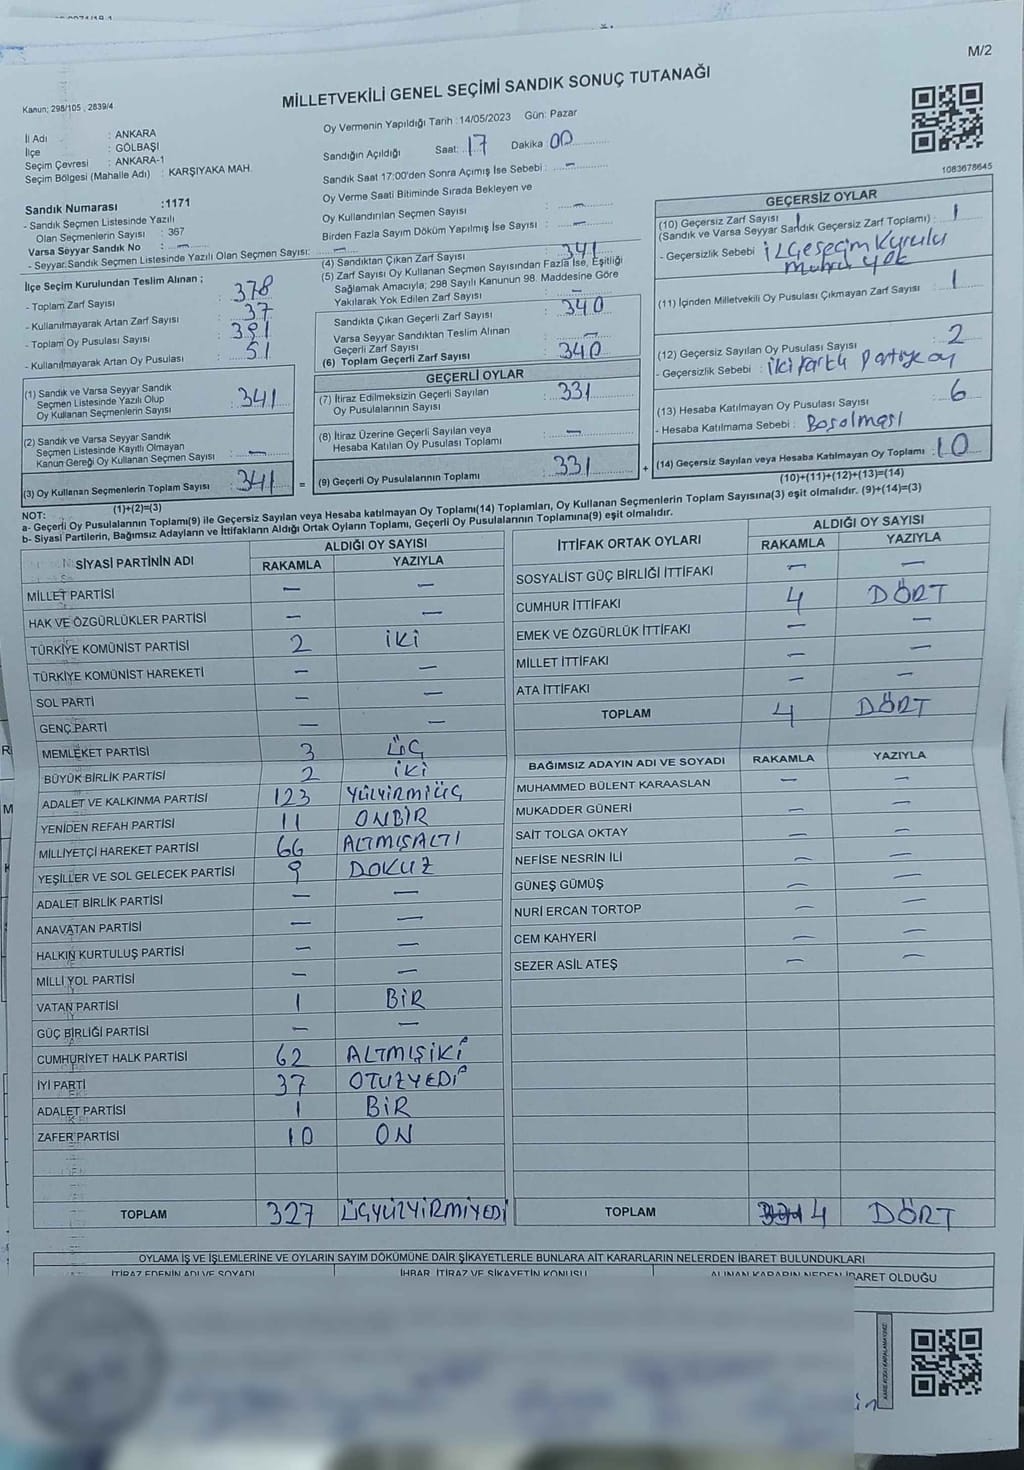 M/2
MİLLETVEKİLİ GENEL SEÇİMİ SANDIK SONUÇ TUTANAĞI
Kanun; 298/105 , 2839/4
İl Adı : ANKARA
İlçe : GÖLBAŞI
Seçim Çevresi : ANKARA-1
Seçim Bölgesi (Mahalle Adı) : KARŞIYAKA MAH.
Sandık Numarası :1171
- Sandık Seçmen Listesinde Yazılı
Olan Seçmenlerin Sayısı : 367
Varsa Seyyar Sandık No : —
- Seyyar Sandık Seçmen Listesinde Yazılı Olan Seçmen Sayısı: —
Oy Vermenin Yapıldığı Tarih :14/05/2023 Gün: Pazar
Sandığın Açıldığı Saat: 17 Dakika 00
Sandık Saat 17:00'den Sonra Açımış İse Sebebi : —
Oy Verme Saati Bitiminde Sırada Bekleyen ve
Oy Kullandırılan Seçmen Sayısı : —
Birden Fazla Sayım Döküm Yapılmış İse Sayısı : —
1083678645
İlçe Seçim Kurulundan Teslim Alınan ;
- Toplam Zarf Sayısı : 378
- Kullanılmayarak Artan Zarf Sayısı : 37
- Toplam Oy Pusulası Sayısı : 391
- Kullanılmayarak Artan Oy Pusulası : 51
(1) Sandık ve Varsa Seyyar Sandık
Seçmen Listesinde Yazılı Olup
Oy Kullanan Seçmenlerin Sayısı : 341
(2) Sandık ve Varsa Seyyar Sandık
Seçmen Listesinde Kayıtlı Olmayan
Kanun Gereği Oy Kullanan Seçmen Sayısı : —
(3) Oy Kullanan Seçmenlerin Toplam Sayısı : 341
(1)+(2)=(3)
(4) Sandıktan Çıkan Zarf Sayısı : 341
(5) Zarf Sayısı Oy Kullanan Seçmen Sayısından Fazla İse, Eşitliği
Sağlamak Amacıyla; 298 Sayılı Kanunun 98. Maddesine Göre
Yakılarak Yok Edilen Zarf Sayısı : —
Sandıkta Çıkan Geçerli Zarf Sayısı : 340
Varsa Seyyar Sandıktan Teslim Alınan
Geçerli Zarf Sayısı : —
(6) Toplam Geçerli Zarf Sayısı : 340
GEÇERLİ OYLAR
(7) İtiraz Edilmeksizin Geçerli Sayılan
Oy Pusulalarının Sayısı : 331
(8) İtiraz Üzerine Geçerli Sayılan veya
Hesaba Katılan Oy Pusulası Toplamı : —
(9) Geçerli Oy Pusulalarının Toplamı : 331
GEÇERSİZ OYLAR
(10) Geçersiz Zarf Sayısı 1
(Sandık ve Varsa Seyyar Sandık Geçersiz Zarf Toplamı) : 1
- Geçersizlik Sebebi : İLÇE seçim Kurulu
mührü yok
(11) İçinden Milletvekili Oy Pusulası Çıkmayan Zarf Sayısı : 1
(12) Geçersiz Sayılan Oy Pusulası Sayısı : 2
- Geçersizlik Sebebi : iki farklı Partiye oy
(13) Hesaba Katılmayan Oy Pusulası Sayısı : 6
- Hesaba Katılmama Sebebi : Boş olması
(14) Geçersiz Sayılan veya Hesaba Katılmayan Oy Toplamı : 10
(10)+(11)+(12)+(13)=(14)
NOT:
a- Geçerli Oy Pusulalarının Toplamı(9) ile Geçersiz Sayılan veya Hesaba katılmayan Oy Toplamı(14) Toplamları, Oy Kullanan Seçmenlerin Toplam Sayısına(3) eşit olmalıdır. (9)+(14)=(3)
b- Siyasi Partilerin, Bağımsız Adayların ve İttifakların Aldığı Ortak Oyların Toplamı, Geçerli Oy Pusulalarının Toplamına(9) eşit olmalıdır.
SİYASİ PARTİNİN ADI ALDIĞI OY SAYISI
RAKAMLA YAZIYLA
MİLLET PARTİSİ — —
HAK VE ÖZGÜRLÜKLER PARTİSİ — —
TÜRKİYE KOMÜNİST PARTİSİ 2 İKİ
TÜRKİYE KOMÜNİST HAREKETİ — —
SOL PARTİ — —
GENÇ PARTİ — —
MEMLEKET PARTİSİ 3 ÜÇ
BÜYÜK BİRLİK PARTİSİ 2 İKİ
ADALET VE KALKINMA PARTİSİ 123 YÜZYİRMİÜÇ
YENİDEN REFAH PARTİSİ 11 ONBİR
MİLLİYETÇİ HAREKET PARTİSİ 66 ALTMIŞALTI
YEŞİLLER VE SOL GELECEK PARTİSİ 9 DOKUZ
ADALET BİRLİK PARTİSİ — —
ANAVATAN PARTİSİ — —
HALKIN KURTULUŞ PARTİSİ — —
MİLLİ YOL PARTİSİ — —
VATAN PARTİSİ 1 BİR
GÜÇ BİRLİĞİ PARTİSİ — —
CUMHURİYET HALK PARTİSİ 62 ALTMIŞİKİ
İYİ PARTİ 37 OTUZYEDİ
ADALET PARTİSİ 1 BİR
ZAFER PARTİSİ 10 ON
TOPLAM 327 ÜÇYÜZYİRMİYEDİ
İTTİFAK ORTAK OYLARI ALDIĞI OY SAYISI
RAKAMLA YAZIYLA
SOSYALİST GÜÇ BİRLİĞİ İTTİFAKI — —
CUMHUR İTTİFAKI 4 DÖRT
EMEK VE ÖZGÜRLÜK İTTİFAKI — —
MİLLET İTTİFAKI — —
ATA İTTİFAKI — —
TOPLAM 4 DÖRT
BAĞIMSIZ ADAYIN ADI VE SOYADI RAKAMLA YAZIYLA
MUHAMMED BÜLENT KARAASLAN — —
MUKADDER GÜNERİ — —
SAİT TOLGA OKTAY — —
NEFİSE NESRİN İLİ — —
GÜNEŞ GÜMÜŞ — —
NURİ ERCAN TORTOP — —
CEM KAHYERİ — —
SEZER ASİL ATEŞ — —
TOPLAM 4 DÖRT
OYLAMA İŞ VE İŞLEMLERİNE VE OYLARIN SAYIM DÖKÜMÜNE DAİR ŞİKAYETLERLE BUNLARA AİT KARARLARIN NELERDEN İBARET BULUNDUKLARI
İTİRAZ EDENİN ADI VE SOYADI İHBAR, İTİRAZ VE ŞİKAYETİN KONUSU ALINAN KARARIN NEDEN İBARET OLDUĞU